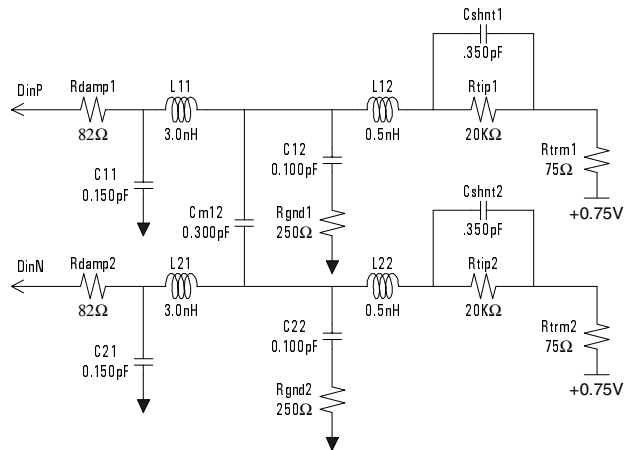 Cshnt1
.350pF
DinP
Rdamp1
82Ω
L11
3.0nH
L12
0.5nH
Rtip1
20KΩ
C11
0.150pF
C12
0.100pF
Rtrm1
75Ω
+0.75V
Cm12
0.300pF
Rgnd1
250Ω
Cshnt2
.350pF
DinN
Rdamp2
82Ω
L21
3.0nH
L22
0.5nH
Rtip2
20KΩ
C21
0.150pF
C22
0.100pF
Rtrm2
75Ω
+0.75V
Rgnd2
250Ω